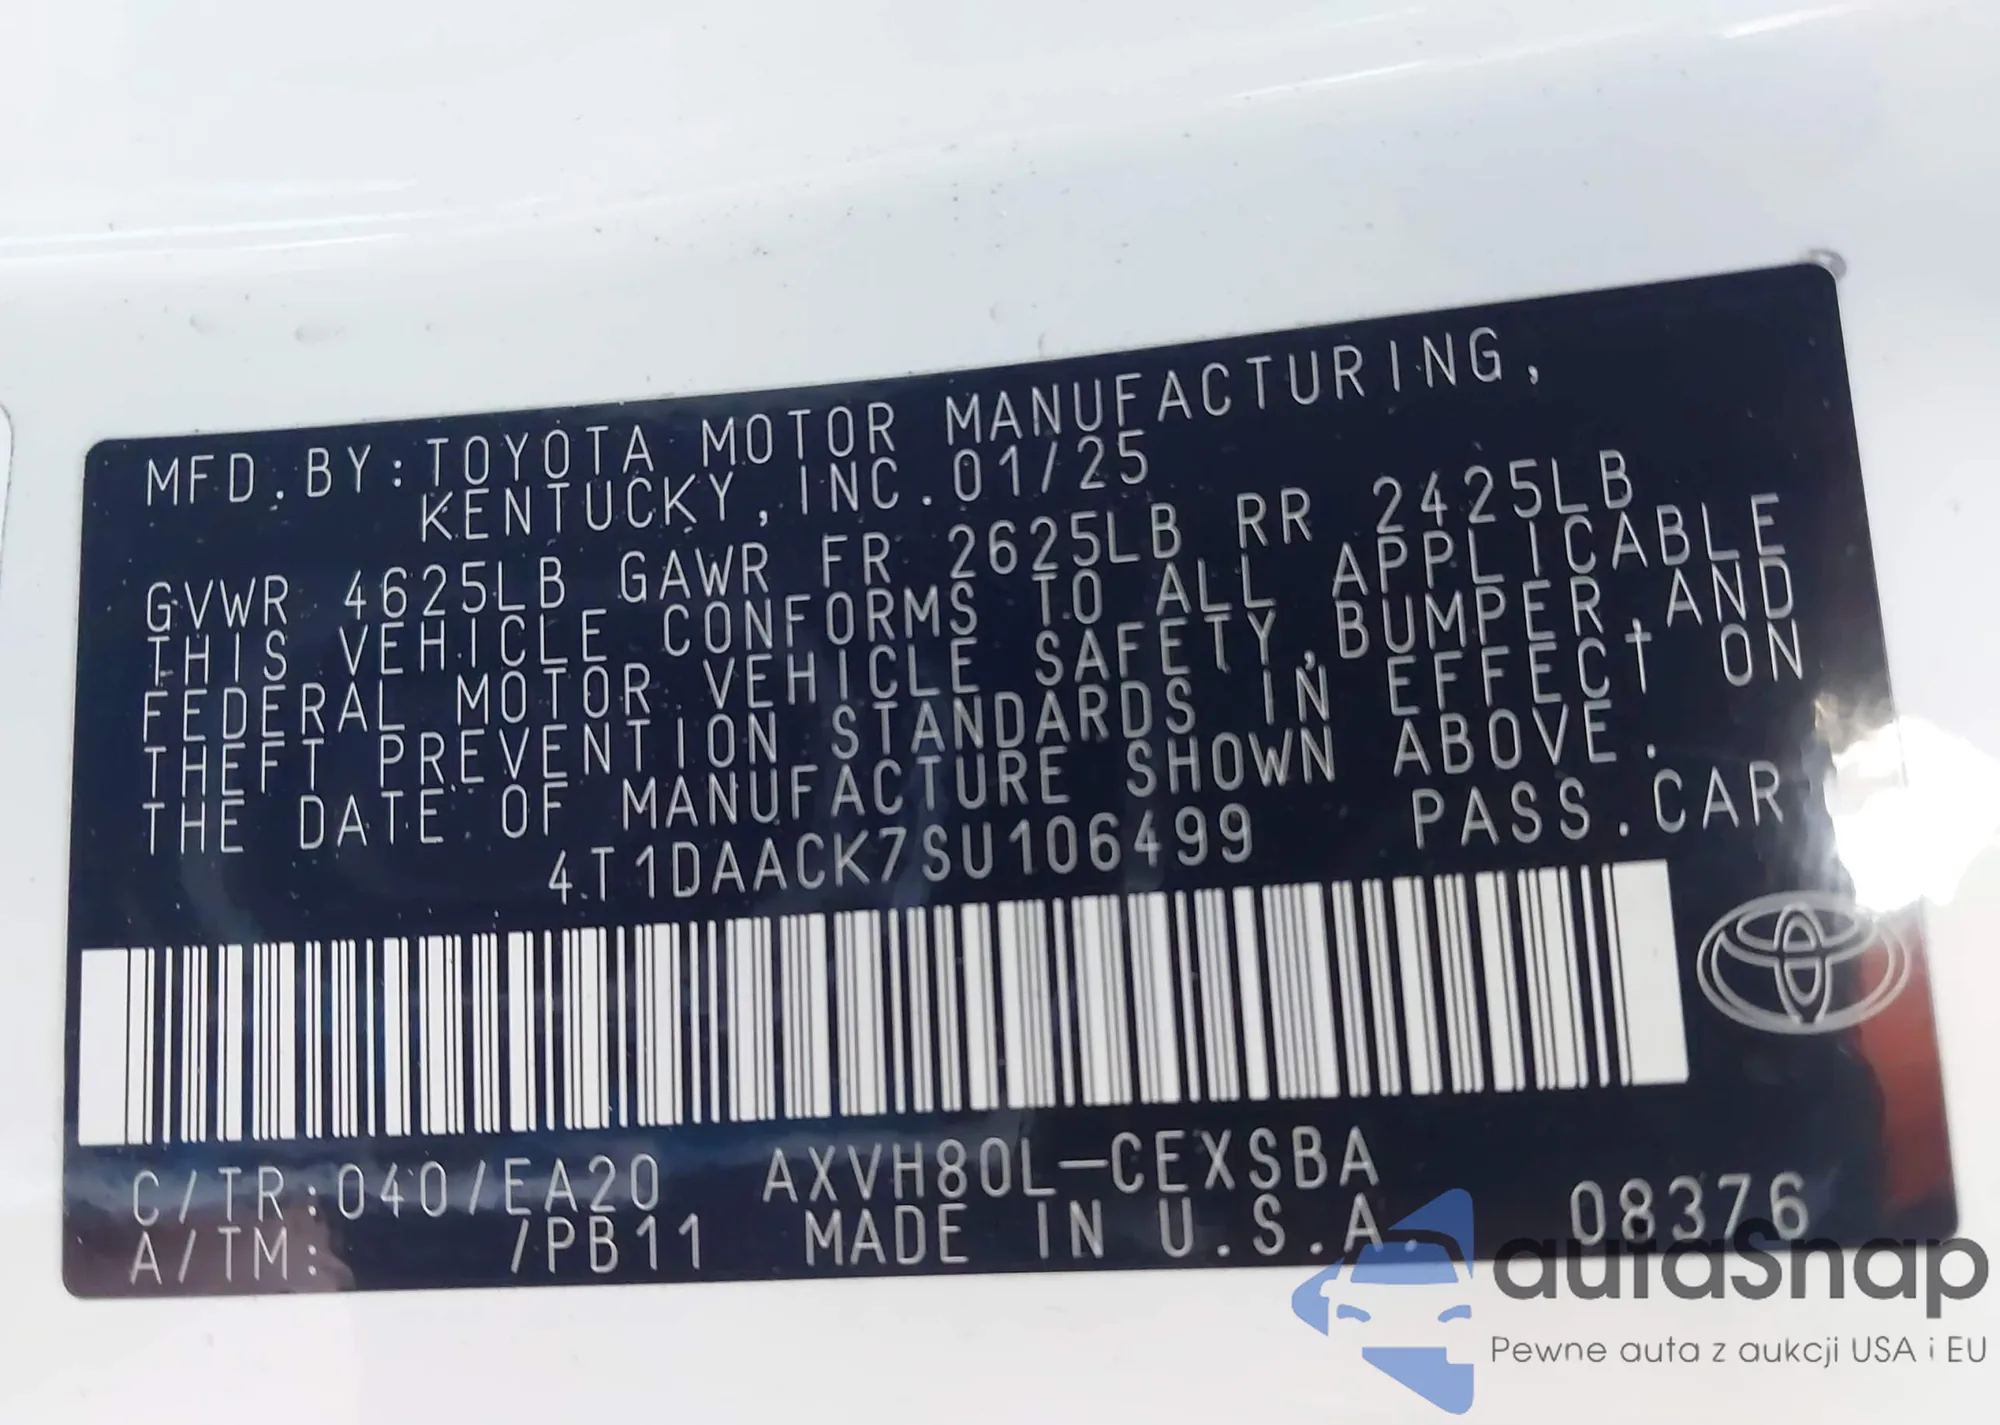 MFD.BY:TOYOTA MOTOR MANUFACTURING,
KENTUCKY,INC.01/25
GVWR 4625LB GAWR FR 2625LB RR 2425LB
THIS VEHICLE CONFORMS TO ALL APPLICABLE
FEDERAL MOTOR VEHICLE SAFETY,BUMPER,AND
THEFT PREVENTION STANDARDS IN EFFECT ON
THE DATE OF MANUFACTURE SHOWN ABOVE.
4T1DAACK7SU106499 PASS.CAR
C/TR:040/EA20 AXVH80L-CEXSBA
A/TM: /PB11 MADE IN U.S.A. 08376
autaSnap
Pewne auta z aukcji USA i EU